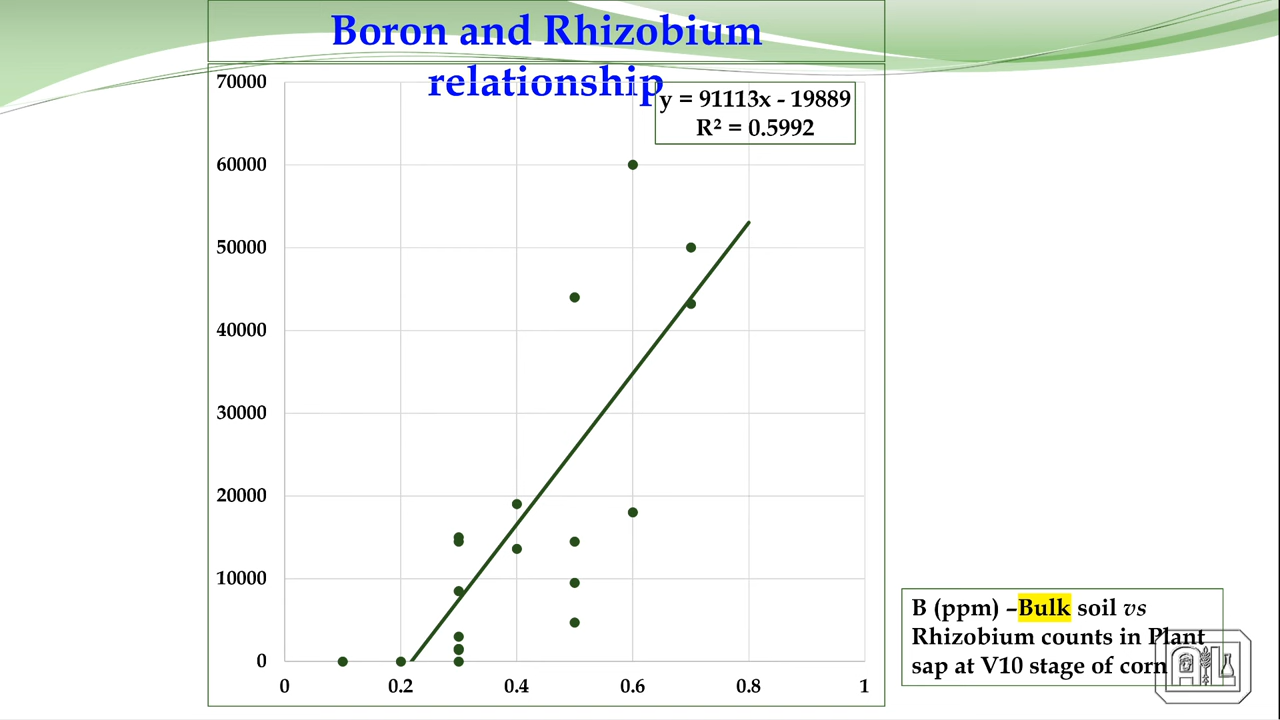 Boron and Rhizobium
relationship
y = 91113x - 19889
R² = 0.5992
70000
60000
50000
40000
30000
20000
10000
0
0 0.2 0.4 0.6 0.8 1
B (ppm) –Bulk soil vs
Rhizobium counts in Plant
sap at V10 stage of corn